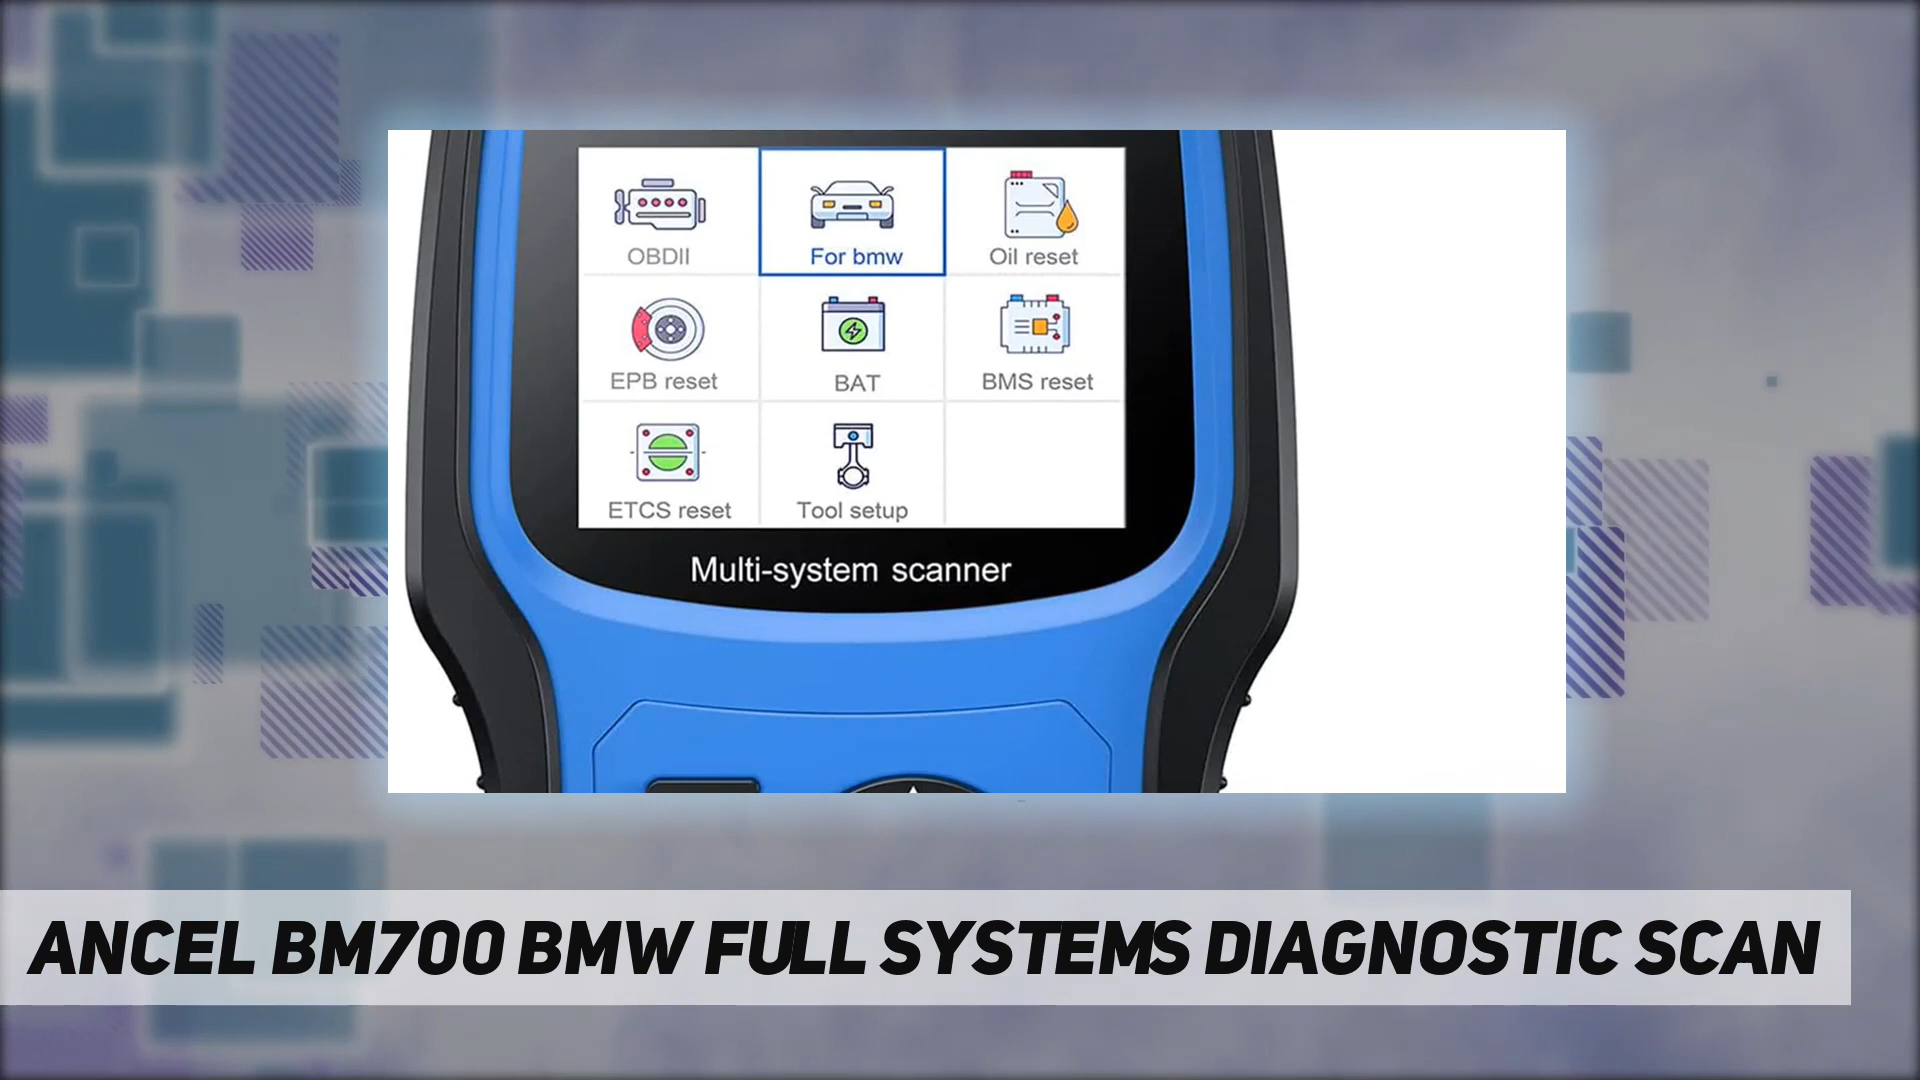 OBDII
For bmw
Oil reset
EPB reset
BAT
BMS reset
ETCS reset
Tool setup
Multi-system scanner
ANCEL BM700 BMW FULL SYSTEMS DIAGNOSTIC SCAN